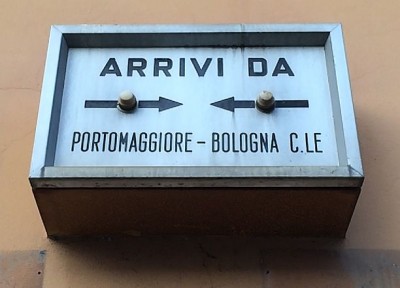 ARRIVI DA
PORTOMAGGIORE - BOLOGNA C.LE